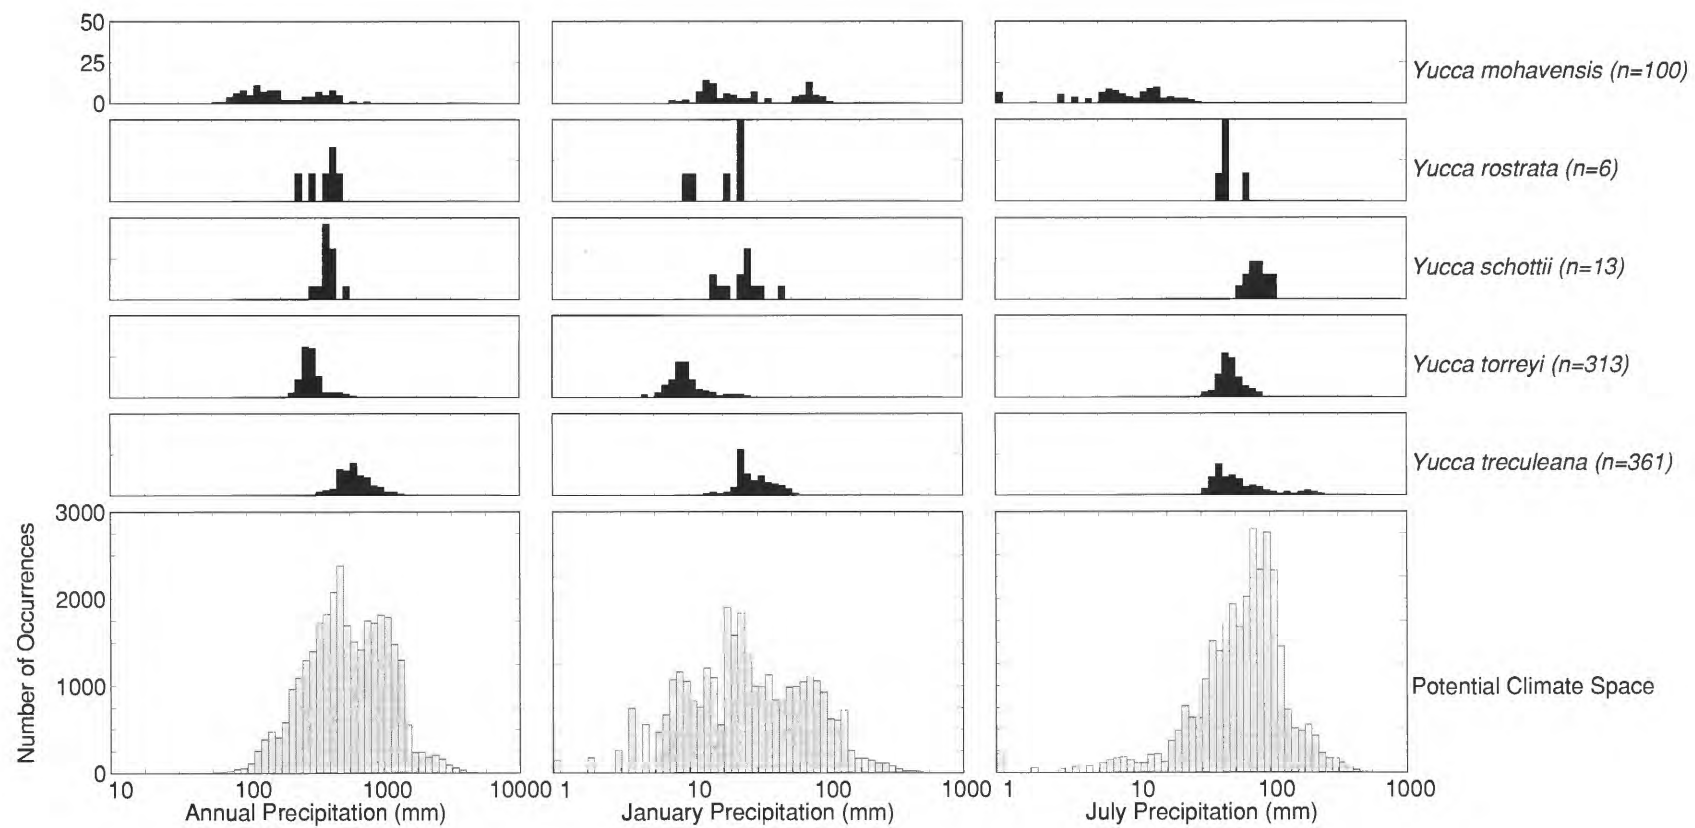 50
25
0
Yucca mohavensis (n=100)
Yucca rostrata (n=6)
Yucca schottii (n=13)
Yucca torreyi (n=313)
Yucca treculeana (n=361)
3000
2000
1000
0
Number of Occurrences
Potential Climate Space
10 100 1000 10000
1 10 100 1000
1 10 100 1000
Annual Precipitation (mm)
January Precipitation (mm)
July Precipitation (mm)